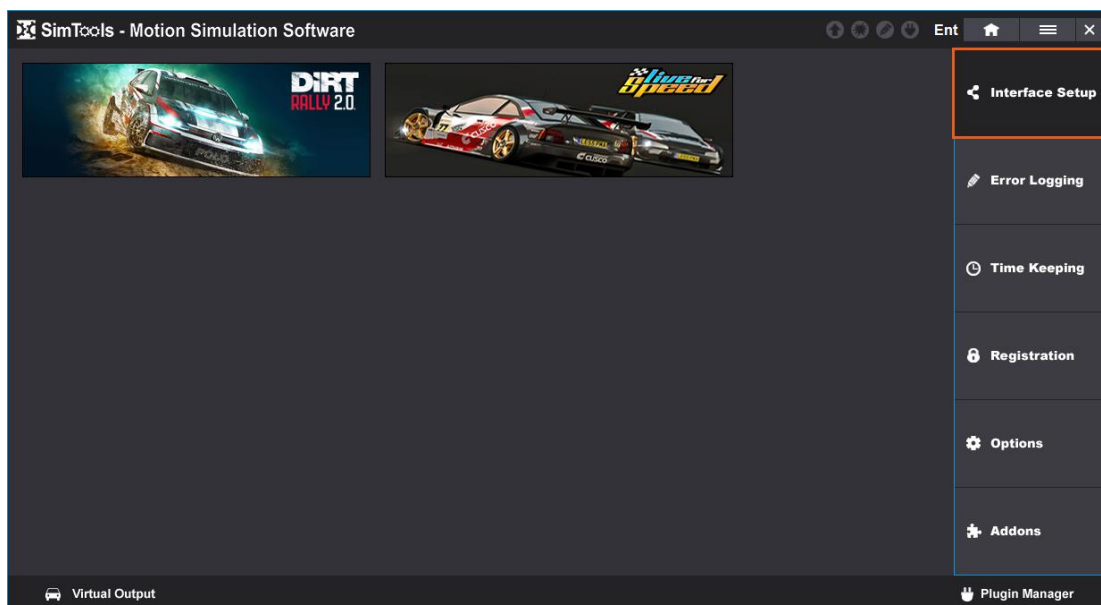 SimTools - Motion Simulation Software
Ent
DiRT
RALLY 2.0
live for
Speed
CUSCO
Interface Setup
Error Logging
Time Keeping
Registration
Options
Addons
Virtual Output
Plugin Manager